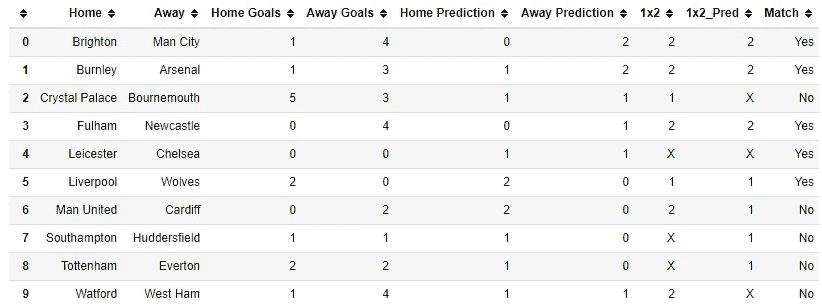 Home Away Home Goals Away Goals Home Prediction Away Prediction 1x2 1x2_Pred Match
0 Brighton Man City 1 4 0 2 2 2 Yes
1 Burnley Arsenal 1 3 1 2 2 2 Yes
2 Crystal Palace Bournemouth 5 3 1 1 1 X No
3 Fulham Newcastle 0 4 0 1 2 2 Yes
4 Leicester Chelsea 0 0 1 1 X X Yes
5 Liverpool Wolves 2 0 2 0 1 1 Yes
6 Man United Cardiff 0 2 2 0 2 1 No
7 Southampton Huddersfield 1 1 1 0 X 1 No
8 Tottenham Everton 2 2 1 0 X 1 No
9 Watford West Ham 1 4 1 1 2 X No